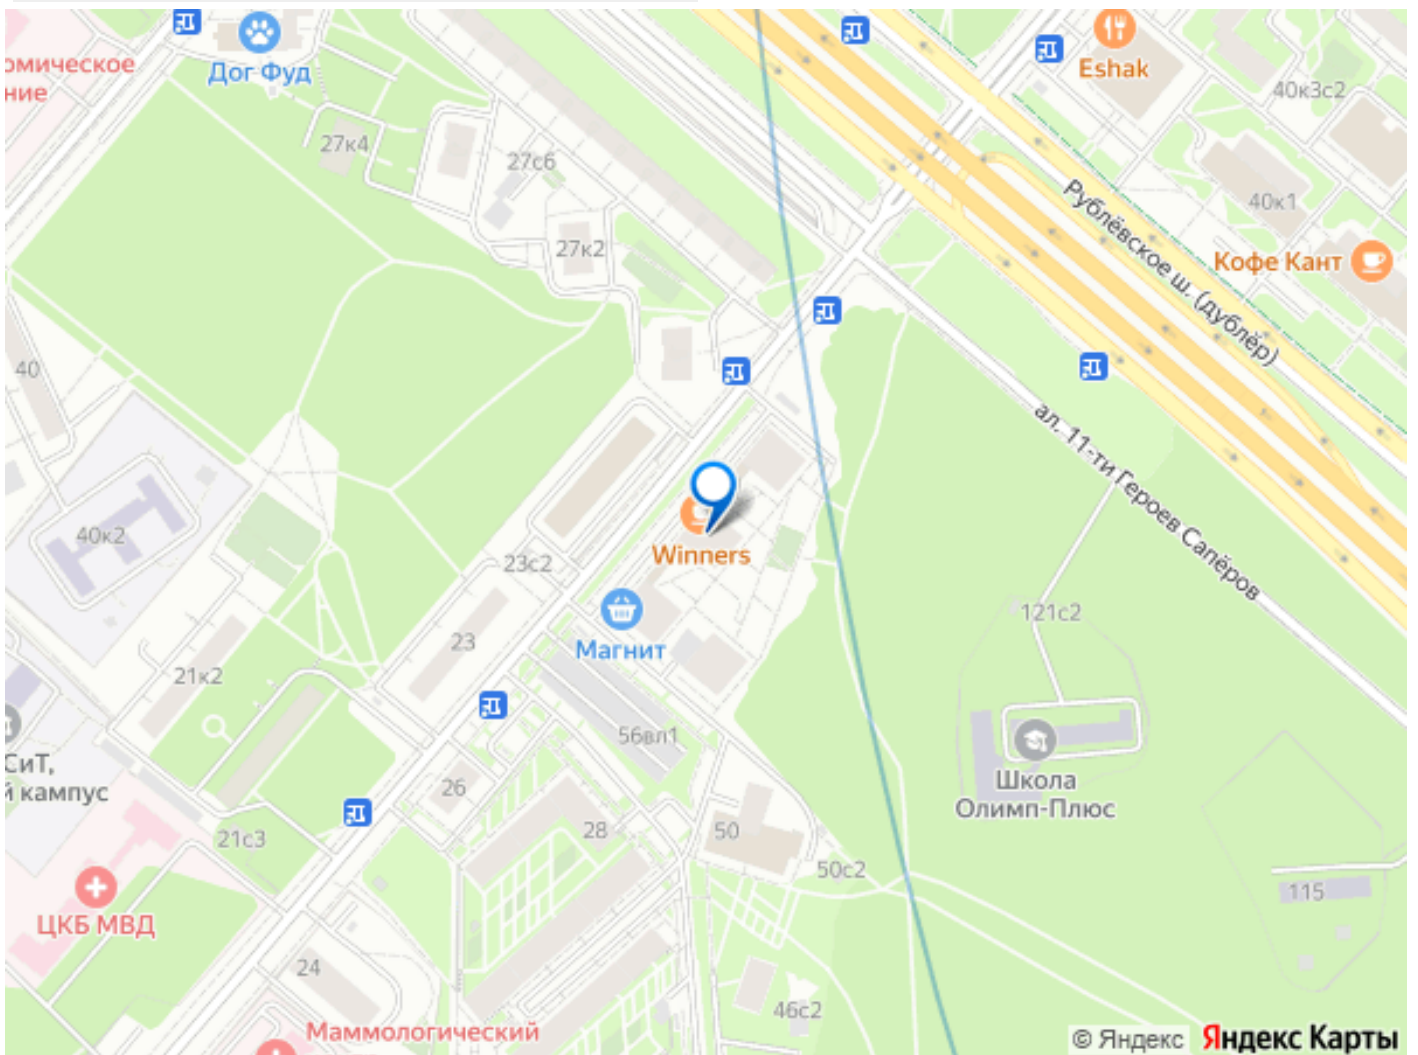 омическое
ние
Дог Фуд
Eshak
40к3с2
27к4
27с6
40к1
Рублёвское ш. (дублёр)
27к2
Кофе Кант
40
ал. 11-ти Героев Сапёров
40к2
Winners
23с2
121с2
23
Магнит
21к2
56вл1
СиТ,
й кампус
26
Школа
Олимп-Плюс
28
50
21с3
50с2
115
ЦКБ МВД
24
46с2
Маммологический
© Яндекс
Яндекс Карты